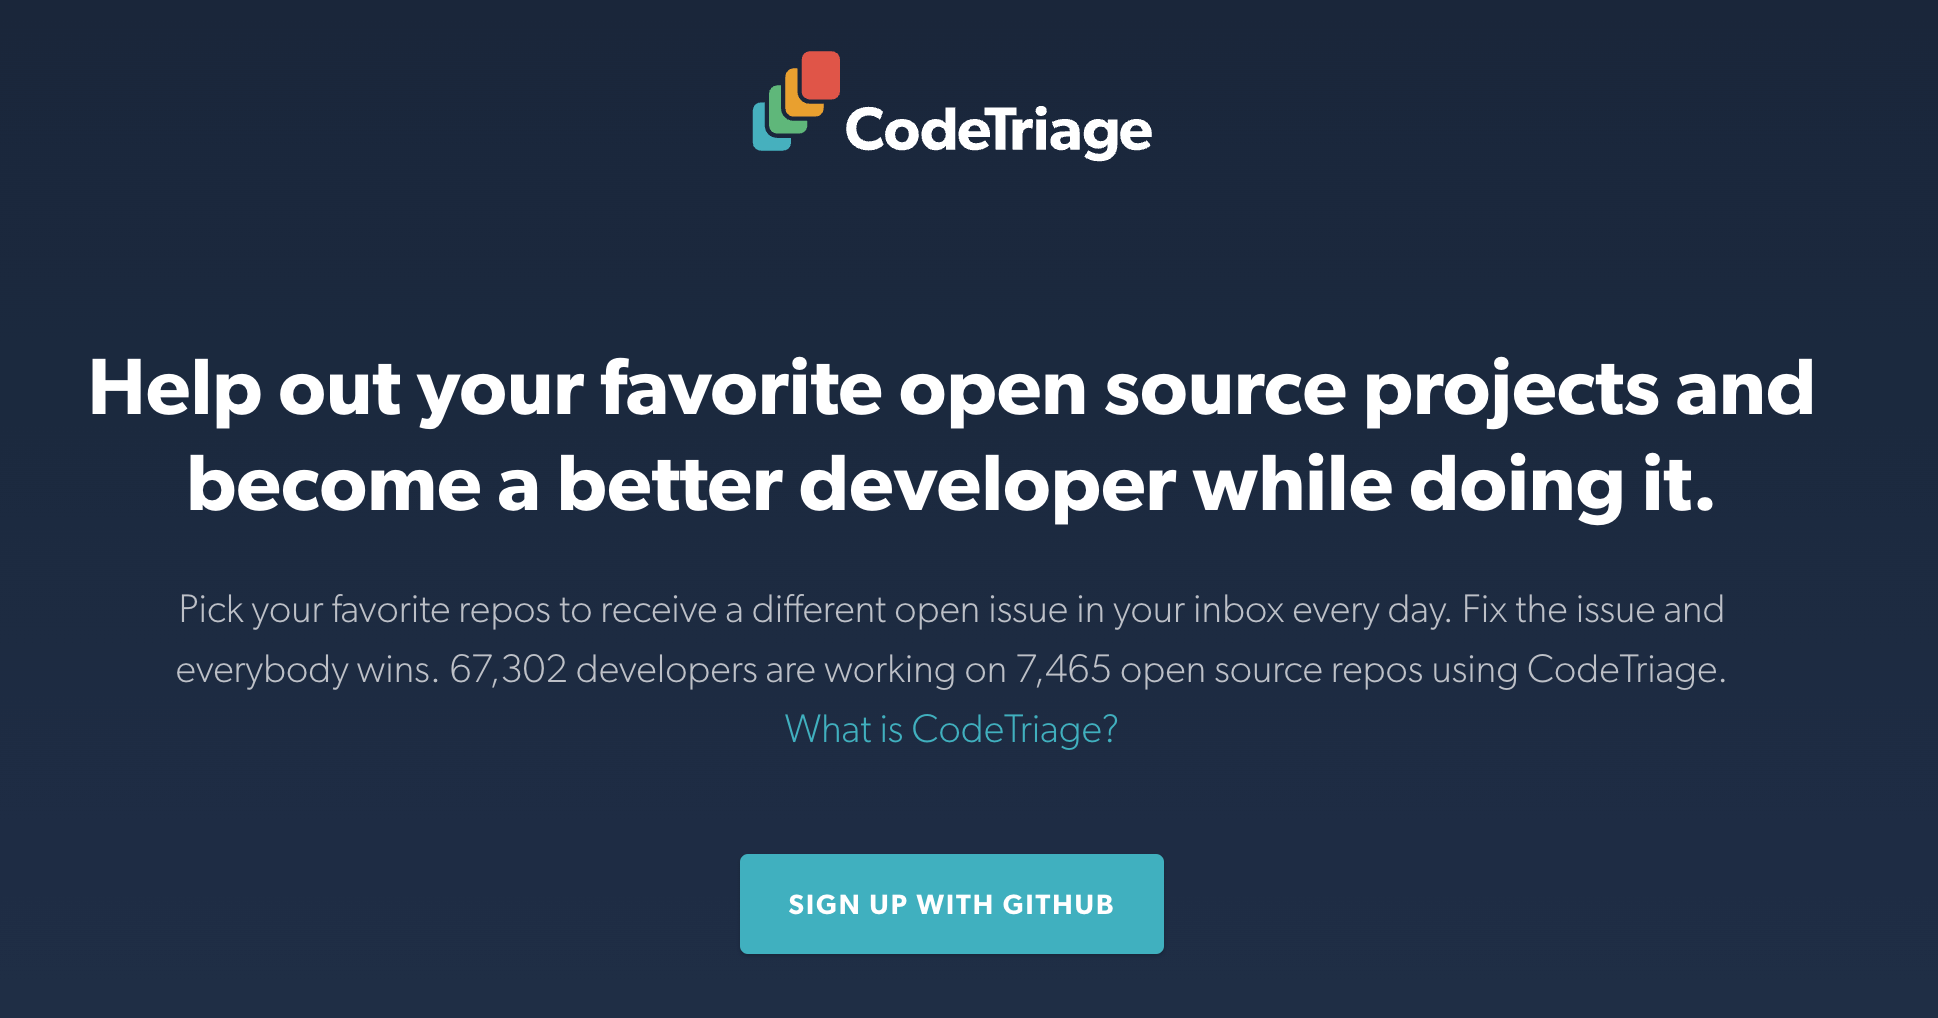 CodeTriage
Help out your favorite open source projects and
become a better developer while doing it.
Pick your favorite repos to receive a different open issue in your inbox every day. Fix the issue and
everybody wins. 67,302 developers are working on 7,465 open source repos using CodeTriage.
What is CodeTriage?
SIGN UP WITH GITHUB